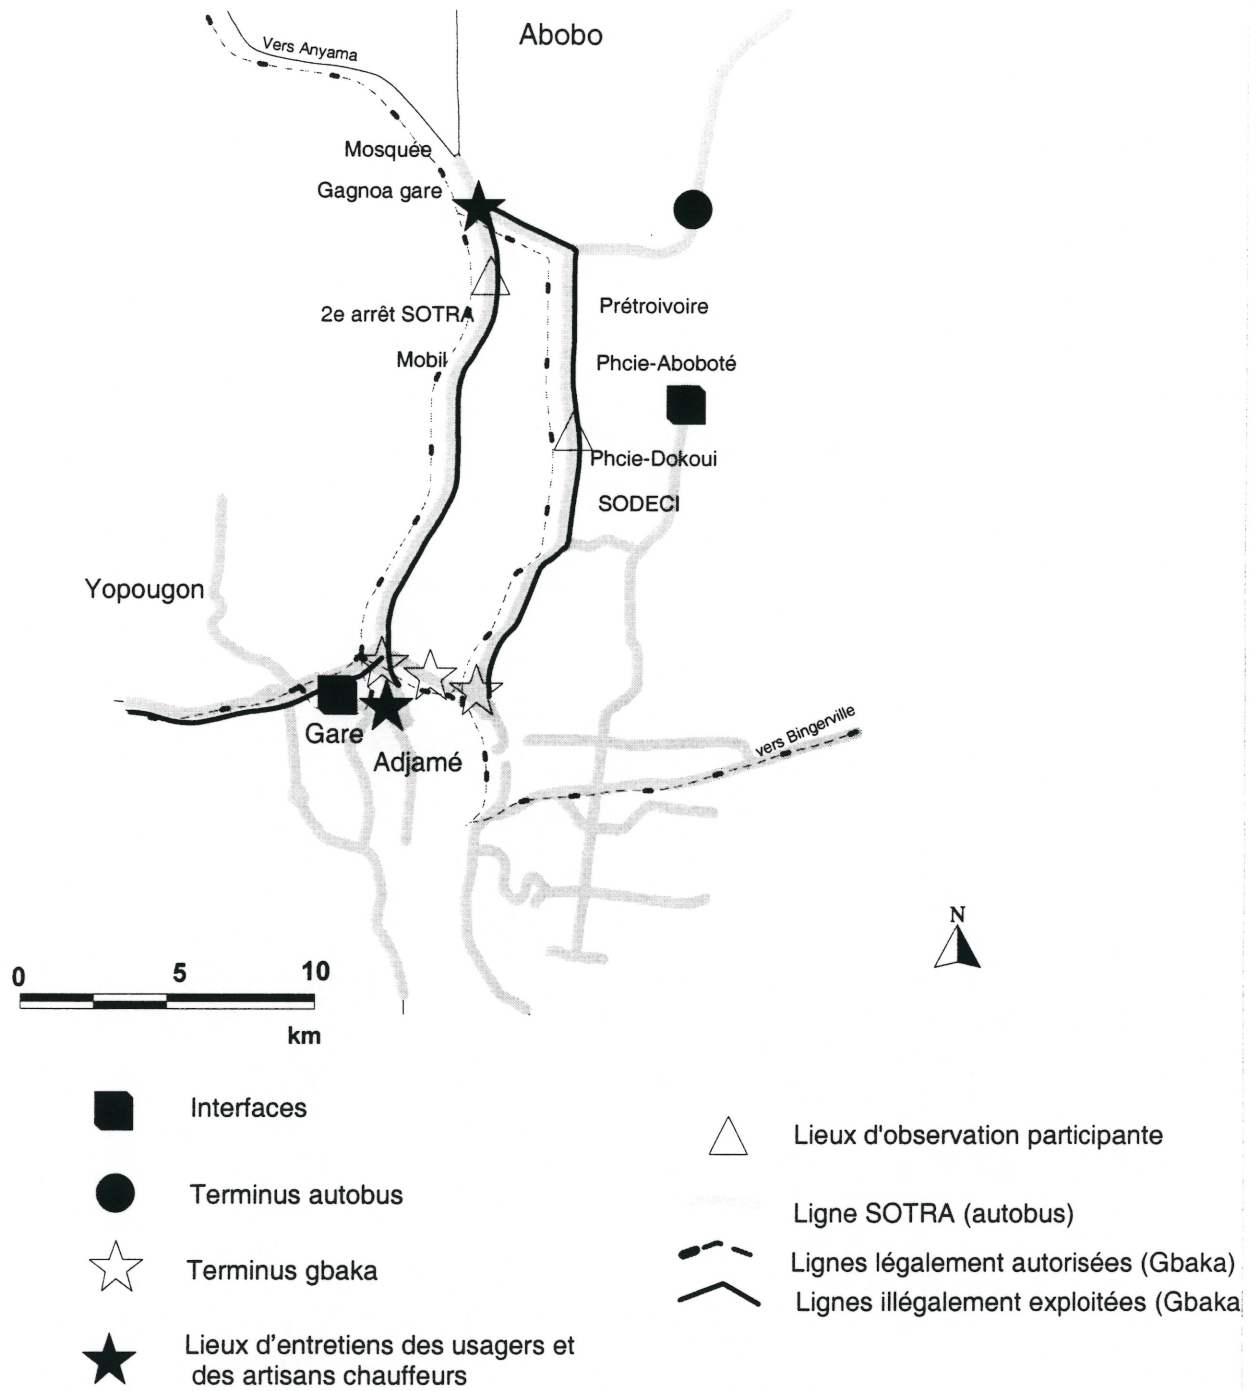 Abobo
Vers Anyama
Mosquée
Gagnoa gare
2e arrêt SOTRA
Prétroivoire
Mobil
Phcie-Aboboté
Phcie-Dokoui
SODECI
Yopougon
Gare
Adjamé
vers Bingerville
N
0 5 10
km
Interfaces
Terminus autobus
Terminus gbaka
Lieux d'entretiens des usagers et
des artisans chauffeurs
Lieux d'observation participante
Ligne SOTRA (autobus)
Lignes légalement autorisées (Gbaka)
Lignes illégalement exploitées (Gbaka